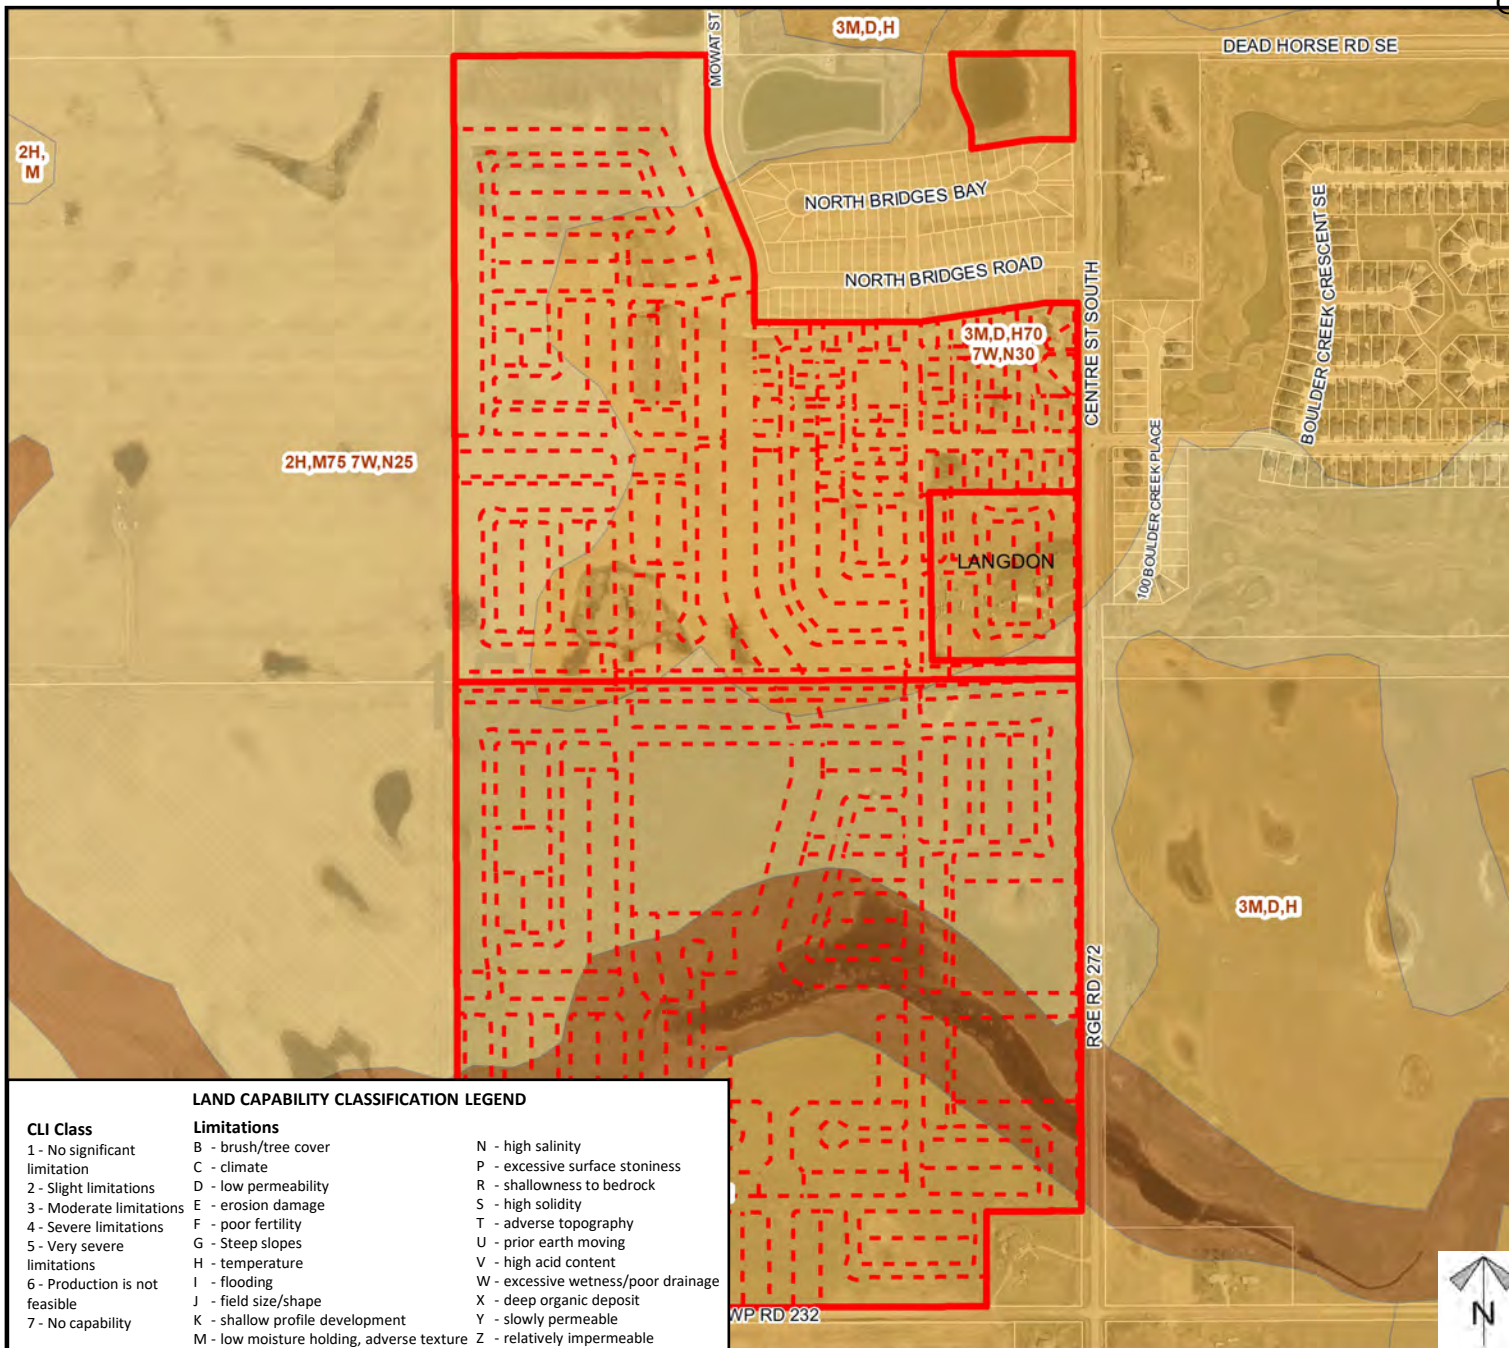 3M,D,H
MOWAT ST
DEAD HORSE RD SE
2H,
M
NORTH BRIDGES BAY
NORTH BRIDGES ROAD
CENTRE ST SOUTH
BOULDER CREEK CRESCENT SE
3M,D,H70
7W,N30
2H,M75 7W,N25
100 BOULDER CREEK PLACE
LANGDON
3M,D,H
RGE RD 272
WP RD 232
N
LAND CAPABILITY CLASSIFICATION LEGEND
CLI Class
1 - No significant
limitation
2 - Slight limitations
3 - Moderate limitations
4 - Severe limitations
5 - Very severe
limitations
6 - Production is not
feasible
7 - No capability
Limitations
B - brush/tree cover
C - climate
D - low permeability
E - erosion damage
F - poor fertility
G - Steep slopes
H - temperature
I - flooding
J - field size/shape
K - shallow profile development
M - low moisture holding, adverse texture
N - high salinity
P - excessive surface stoniness
R - shallowness to bedrock
S - high solidity
T - adverse topography
U - prior earth moving
V - high acid content
W - excessive wetness/poor drainage
X - deep organic deposit
Y - slowly permeable
Z - relatively impermeable